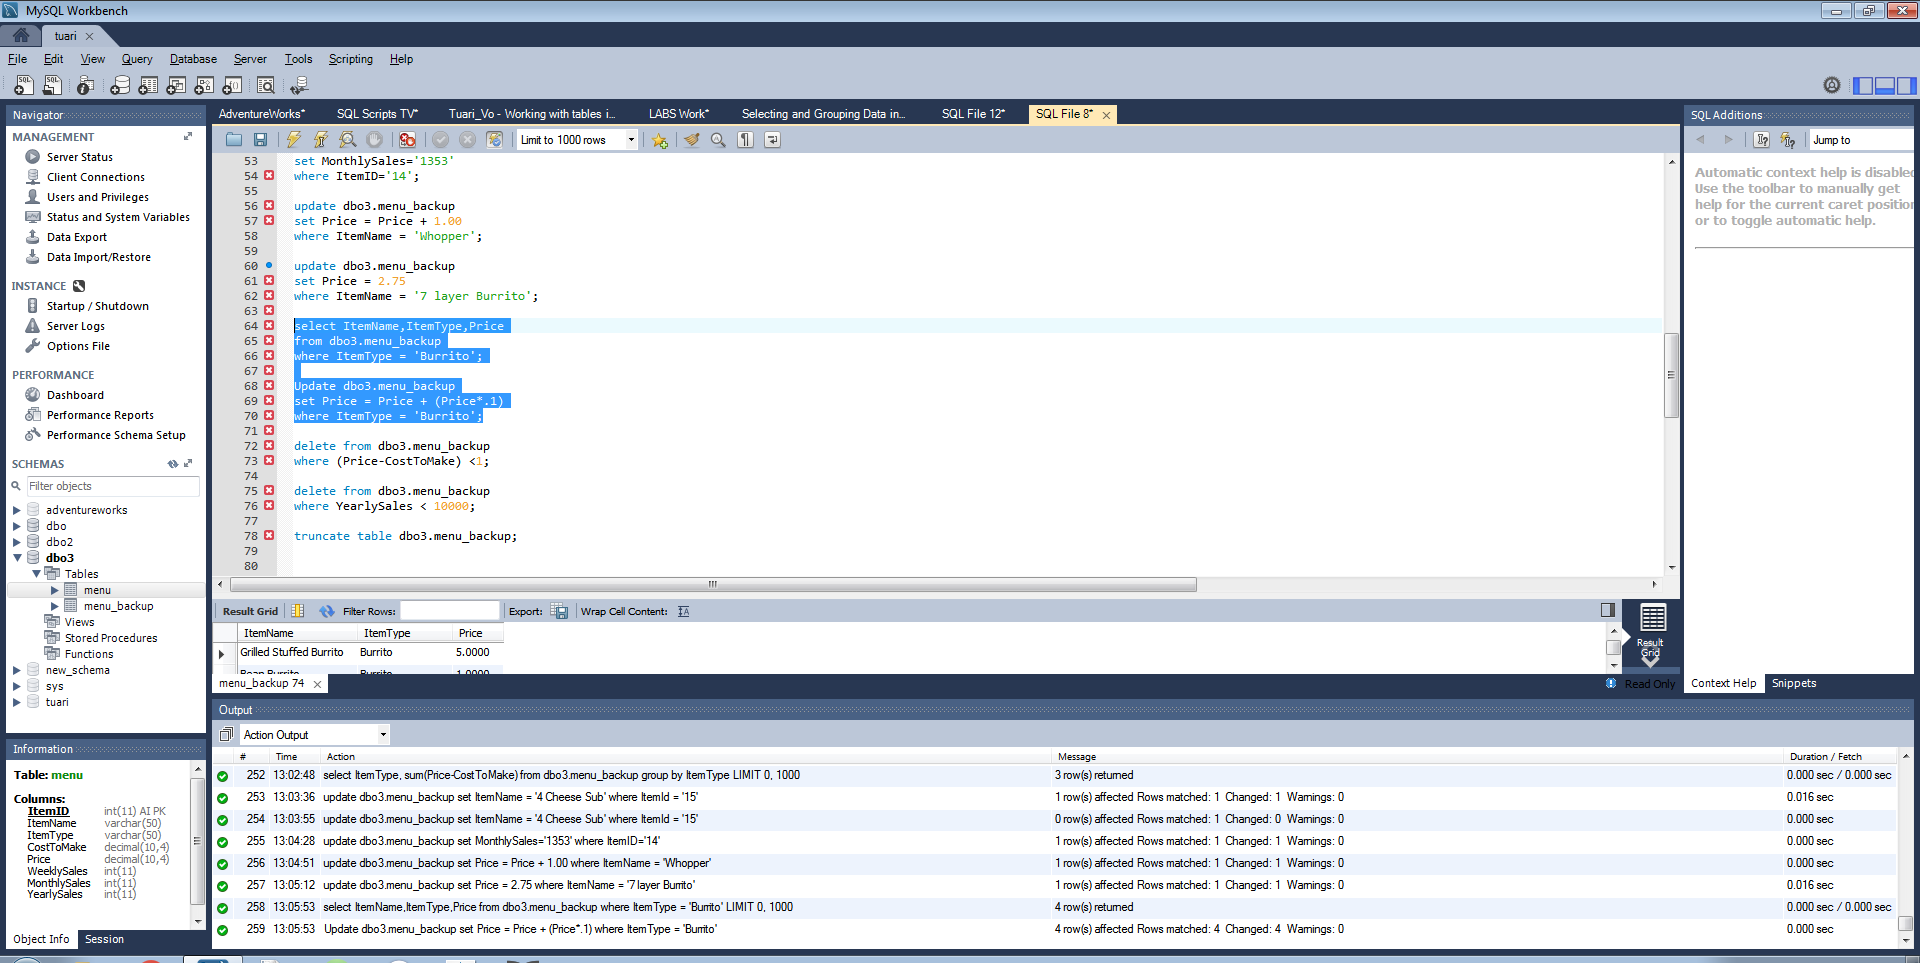 MySQL Workbench
tuari
File Edit View Query Database Server Tools Scripting Help
Navigator
MANAGEMENT
Server Status
Client Connections
Users and Privileges
Status and System Variables
Data Export
Data Import/Restore
INSTANCE
Startup / Shutdown
Server Logs
Options File
PERFORMANCE
Dashboard
Performance Reports
Performance Schema Setup
SCHEMAS
Filter objects
adventureworks
dbo
dbo2
dbo3
Tables
menu
menu_backup
Views
Stored Procedures
Functions
new_schema
sys
tuari
Information
Table: menu
Columns:
ItemID int(11) AI PK
ItemName varchar(50)
ItemType varchar(50)
CostToMake decimal(10,4)
Price decimal(10,4)
WeeklySales int(11)
MonthlySales int(11)
YearlySales int(11)
Object Info Session
AdventureWorks* SQL Scripts TV* Tuari_Vo - Working with tables i... LABS Work* Selecting and Grouping Data in... SQL File 12* SQL File 8*
Limit to 1000 rows
53 set MonthlySales='1353'
54 where ItemID='14';
55
56 update dbo3.menu_backup
57 set Price = Price + 1.00
58 where ItemName = 'Whopper';
59
60 update dbo3.menu_backup
61 set Price = 2.75
62 where ItemName = '7 layer Burrito';
63
64 select ItemName,ItemType,Price
65 from dbo3.menu_backup
66 where ItemType = 'Burrito';
67
68 Update dbo3.menu_backup
69 set Price = Price + (Price*.1)
70 where ItemType = 'Burrito';
71
72 delete from dbo3.menu_backup
73 where (Price-CostToMake) <1;
74
75 delete from dbo3.menu_backup
76 where YearlySales < 10000;
77
78 truncate table dbo3.menu_backup;
79
80
Result Grid Filter Rows: Export: Wrap Cell Content:
ItemName ItemType Price
Grilled Stuffed Burrito Burrito 5.0000
Bean Burrito Burrito 1.0000
Result
Grid
menu_backup 74
Read Only
SQL Additions
Jump to
Automatic context help is disabled
Use the toolbar to manually get
help for the current caret position
or to toggle automatic help.
Context Help Snippets
Output
Action Output
# Time Action Message Duration / Fetch
252 13:02:48 select ItemType, sum(Price-CostToMake) from dbo3.menu_backup group by ItemType LIMIT 0, 1000 3 row(s) returned 0.000 sec / 0.000 sec
253 13:03:36 update dbo3.menu_backup set ItemName = '4 Cheese Sub' where ItemId = '15' 1 row(s) affected Rows matched: 1 Changed: 1 Warnings: 0 0.016 sec
254 13:03:55 update dbo3.menu_backup set ItemName = '4 Cheese Sub' where ItemId = '15' 0 row(s) affected Rows matched: 1 Changed: 0 Warnings: 0 0.000 sec
255 13:04:28 update dbo3.menu_backup set MonthlySales='1353' where ItemID='14' 1 row(s) affected Rows matched: 1 Changed: 1 Warnings: 0 0.000 sec
256 13:04:51 update dbo3.menu_backup set Price = Price + 1.00 where ItemName = 'Whopper' 1 row(s) affected Rows matched: 1 Changed: 1 Warnings: 0 0.000 sec
257 13:05:12 update dbo3.menu_backup set Price = 2.75 where ItemName = '7 layer Burrito' 1 row(s) affected Rows matched: 1 Changed: 1 Warnings: 0 0.016 sec
258 13:05:53 select ItemName,ItemType,Price from dbo3.menu_backup where ItemType = 'Burrito' LIMIT 0, 1000 4 row(s) returned 0.000 sec / 0.000 sec
259 13:05:53 Update dbo3.menu_backup set Price = Price + (Price*.1) where ItemType = 'Burrito' 4 row(s) affected Rows matched: 4 Changed: 4 Warnings: 0 0.000 sec